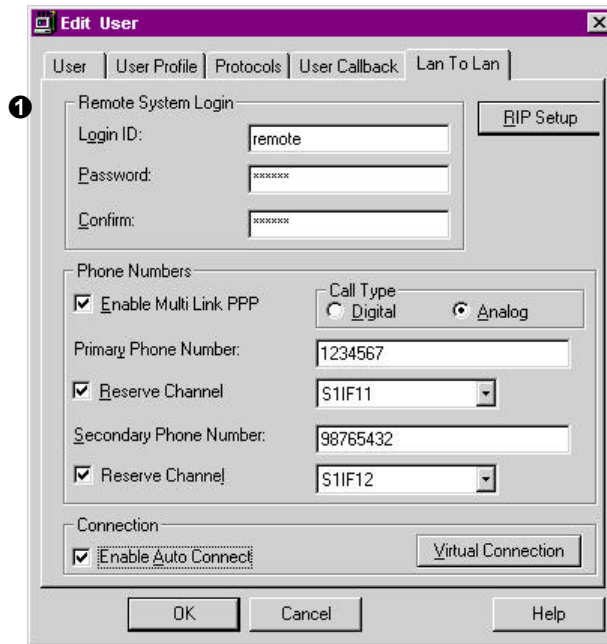 Edit User
User User Profile Protocols User Callback Lan To Lan
❶
Remote System Login
RIP Setup
Login ID: remote
Password: ******
Confirm: ******
Phone Numbers
Enable Multi Link PPP
Call Type
Digital Analog
Primary Phone Number: 1234567
Reserve Channel S1IF11
Secondary Phone Number: 98765432
Reserve Channel S1IF12
Connection
Enable Auto Connect Virtual Connection
OK Cancel Help